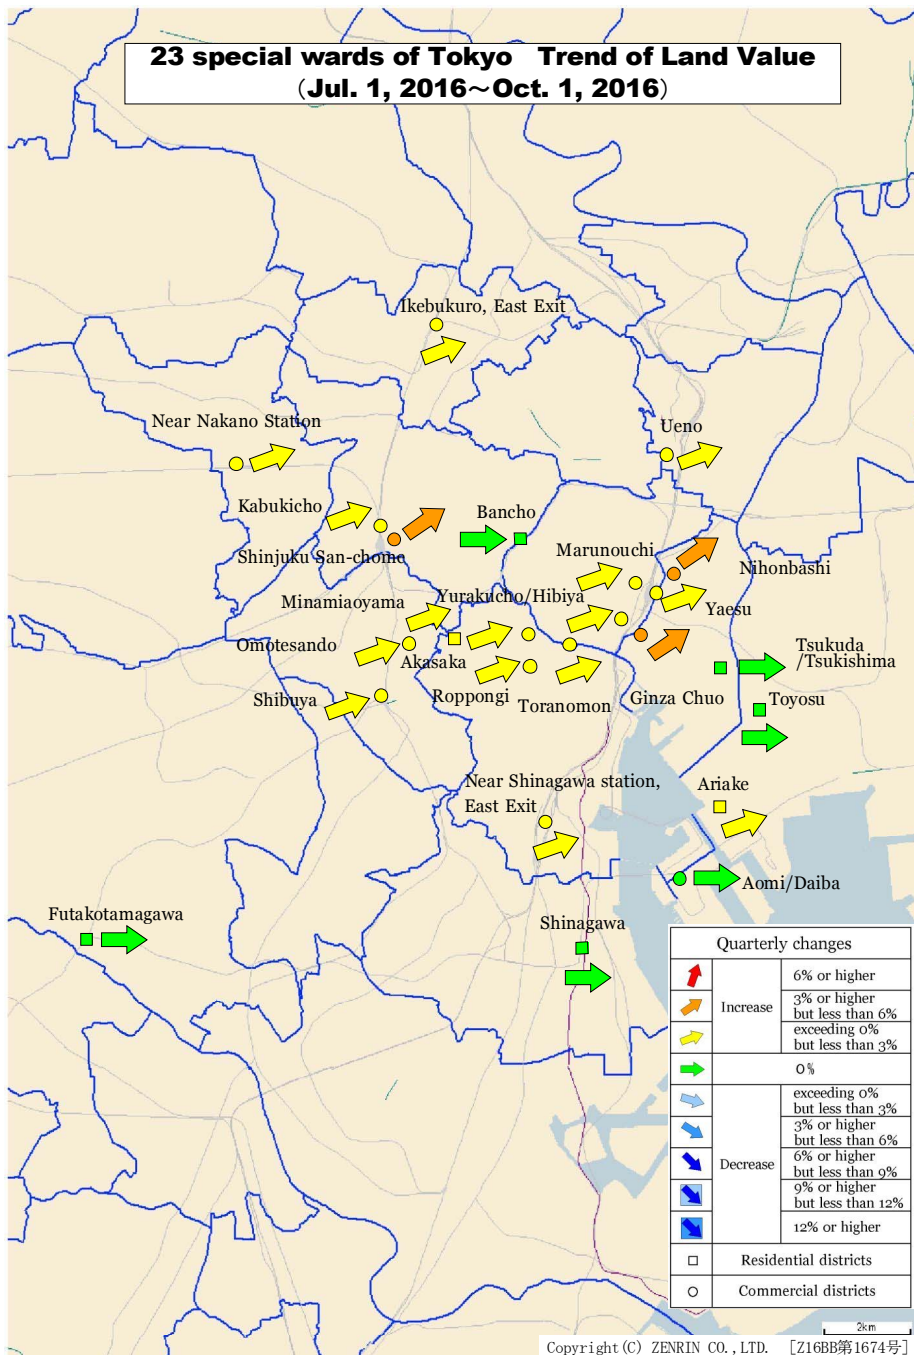 23 special wards of Tokyo   Trend of Land Value
（Jul. 1, 2016～Oct. 1, 2016）
Ikebukuro, East Exit
Near Nakano Station
Ueno
Kabukicho
Bancho
Shinjuku San-chome
Marunouchi
Nihonbashi
Minamiaoyama
Yurakucho/Hibiya
Yaesu
Omotesando
Akasaka
Tsukuda
/Tsukishima
Shibuya
Roppongi
Toranomon
Ginza Chuo
Toyosu
Near Shinagawa station,
East Exit
Ariake
Aomi/Daiba
Futakotamagawa
Shinagawa
Quarterly changes
Increase
6% or higher
3% or higher
but less than 6%
exceeding 0%
but less than 3%
0%
Decrease
exceeding 0%
but less than 3%
3% or higher
but less than 6%
6% or higher
but less than 9%
9% or higher
but less than 12%
12% or higher
Residential districts
Commercial districts
2km
Copyright(C) ZENRIN CO.,LTD. [Z16BB第1674号]